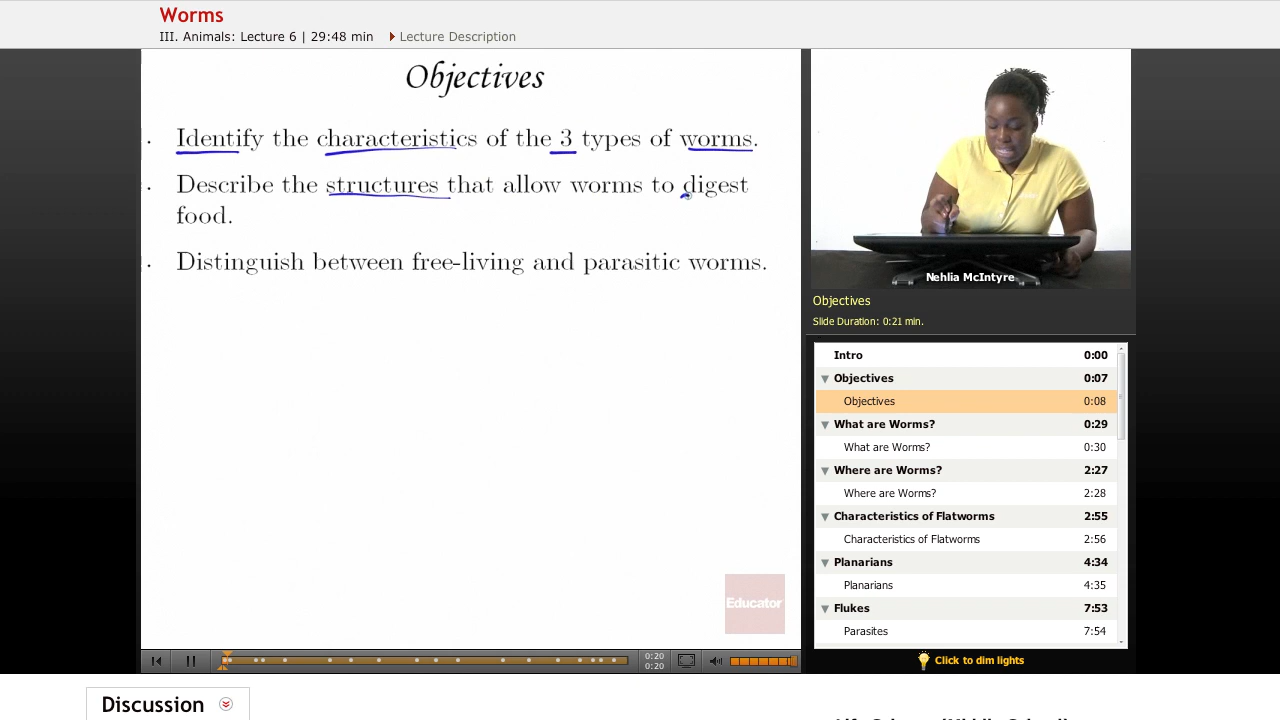 Worms
III. Animals: Lecture 6 | 29:48 min
Lecture Description
Objectives
Identify the characteristics of the 3 types of worms.
Describe the structures that allow worms to digest
food.
Distinguish between free-living and parasitic worms.
Educator
0:20
0:20
Nehlia McIntyre
Objectives
Slide Duration: 0:21 min.
Intro 0:00
Objectives 0:07
Objectives 0:08
What are Worms? 0:29
What are Worms? 0:30
Where are Worms? 2:27
Where are Worms? 2:28
Characteristics of Flatworms 2:55
Characteristics of Flatworms 2:56
Planarians 4:34
Planarians 4:35
Flukes 7:53
Parasites 7:54
Click to dim lights
Discussion